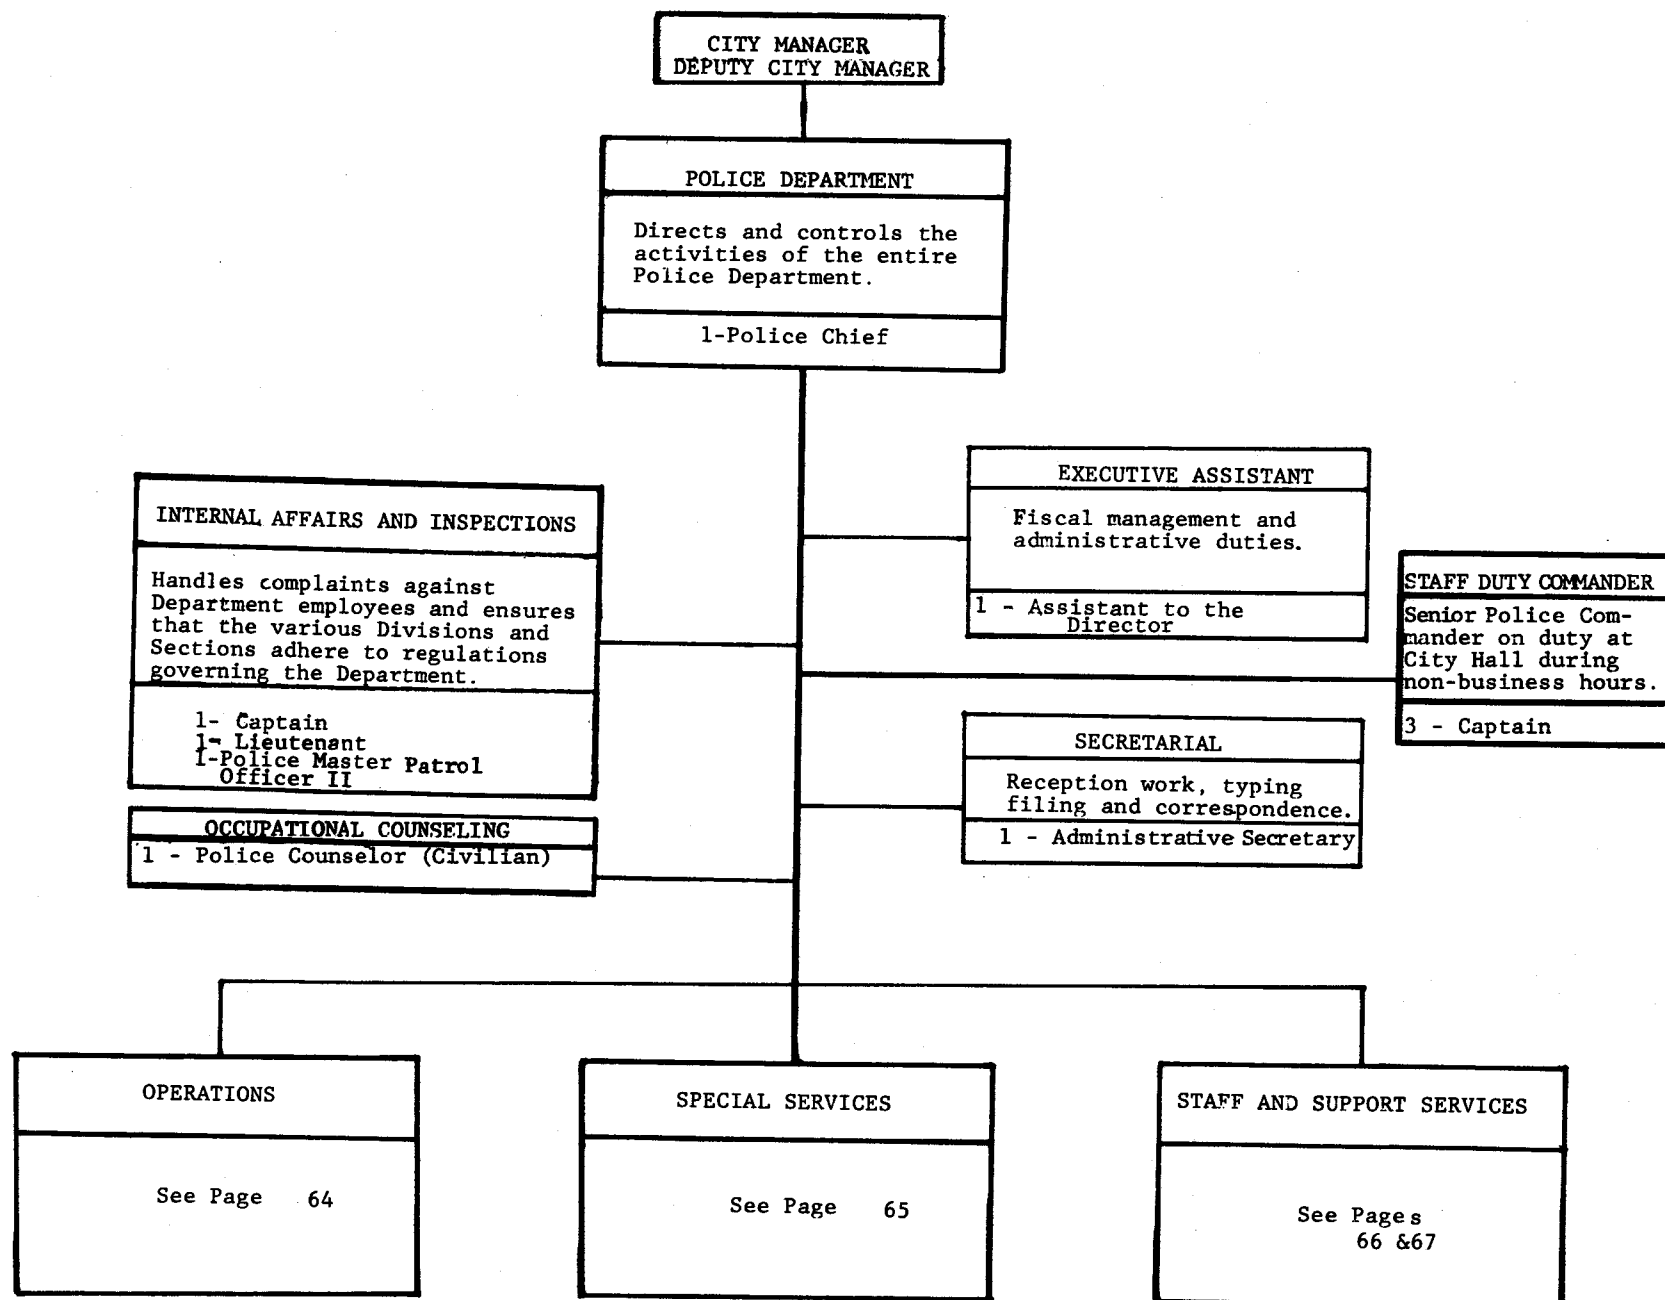 CITY MANAGER
DEPUTY CITY MANAGER
POLICE DEPARTMENT
Directs and controls the
activities of the entire
Police Department.
1-Police Chief
EXECUTIVE ASSISTANT
Fiscal management and
administrative duties.
1 - Assistant to the
Director
INTERNAL AFFAIRS AND INSPECTIONS
Handles complaints against
Department employees and ensures
that the various Divisions and
Sections adhere to regulations
governing the Department.
1- Captain
1- Lieutenant
1-Police Master Patrol
Officer II
STAFF DUTY COMMANDER
Senior Police Com-
mander on duty at
City Hall during
non-business hours.
3 - Captain
SECRETARIAL
Reception work, typing
filing and correspondence.
1 - Administrative Secretary
OCCUPATIONAL COUNSELING
1 - Police Counselor (Civilian)
OPERATIONS
See Page 64
SPECIAL SERVICES
See Page 65
STAFF AND SUPPORT SERVICES
See Pages
66 &67